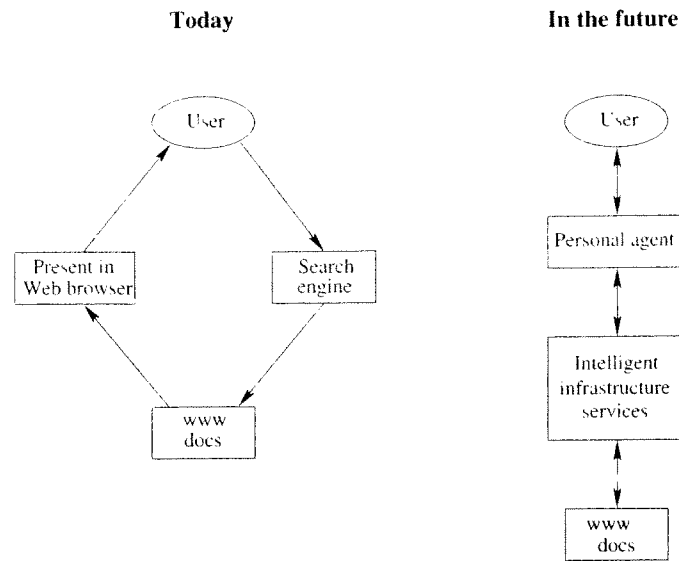 Today
User
Present in
Web browser
Search
engine
www
docs
In the future
User
Personal agent
Intelligent
infrastructure
services
www
docs